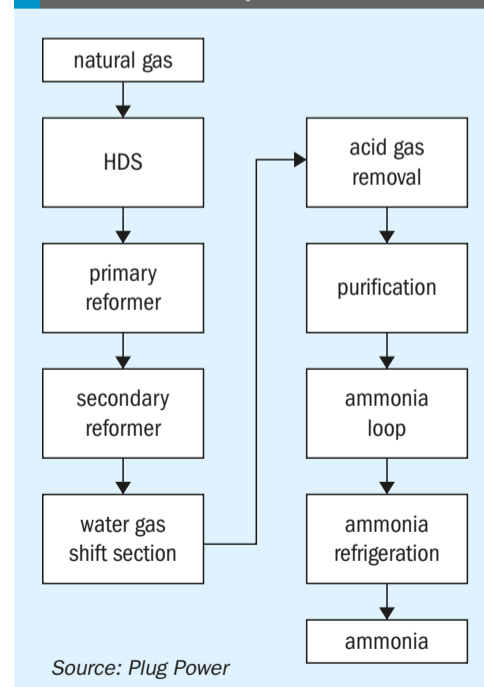 natural gas
HDS
primary
reformer
secondary
reformer
water gas
shift section
acid gas
removal
purification
ammonia
loop
ammonia
refrigeration
ammonia
Source: Plug Power